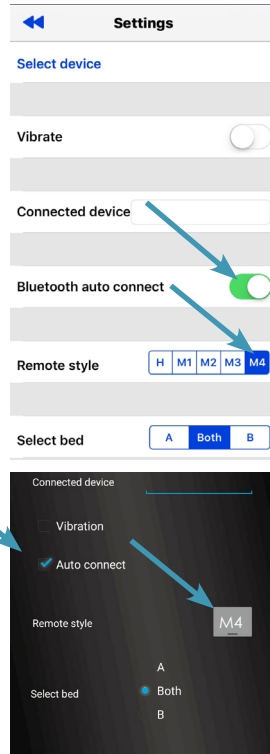 Settings
Select device
Vibrate
Connected device
Bluetooth auto connect
Remote style H M1 M2 M3 M4
Select bed A Both B
Connected device
Vibration
Auto connect
Remote style M4
A
Select bed Both
B